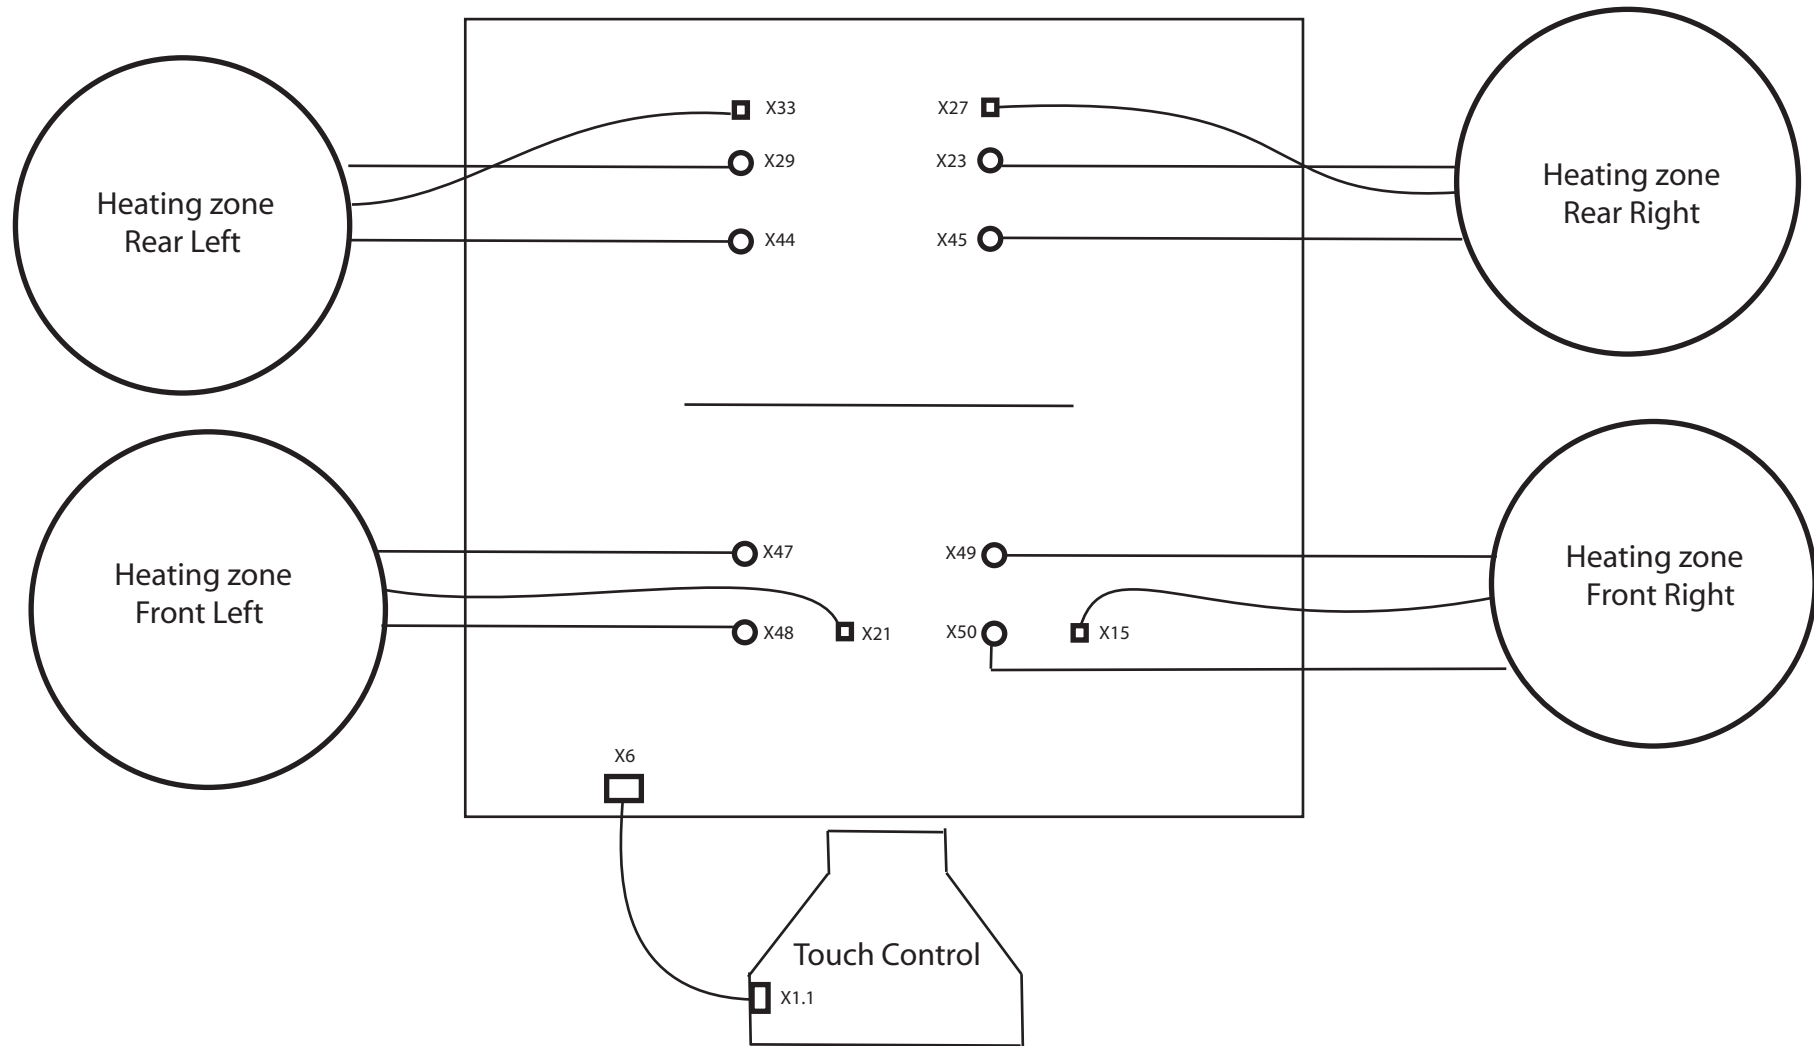 X33
X27
X29
X23
Heating zone
Rear Left
Heating zone
Rear Right
X44
X45
X47
X49
Heating zone
Front Left
Heating zone
Front Right
X48
X21
X50
X15
X6
Touch Control
X1.1